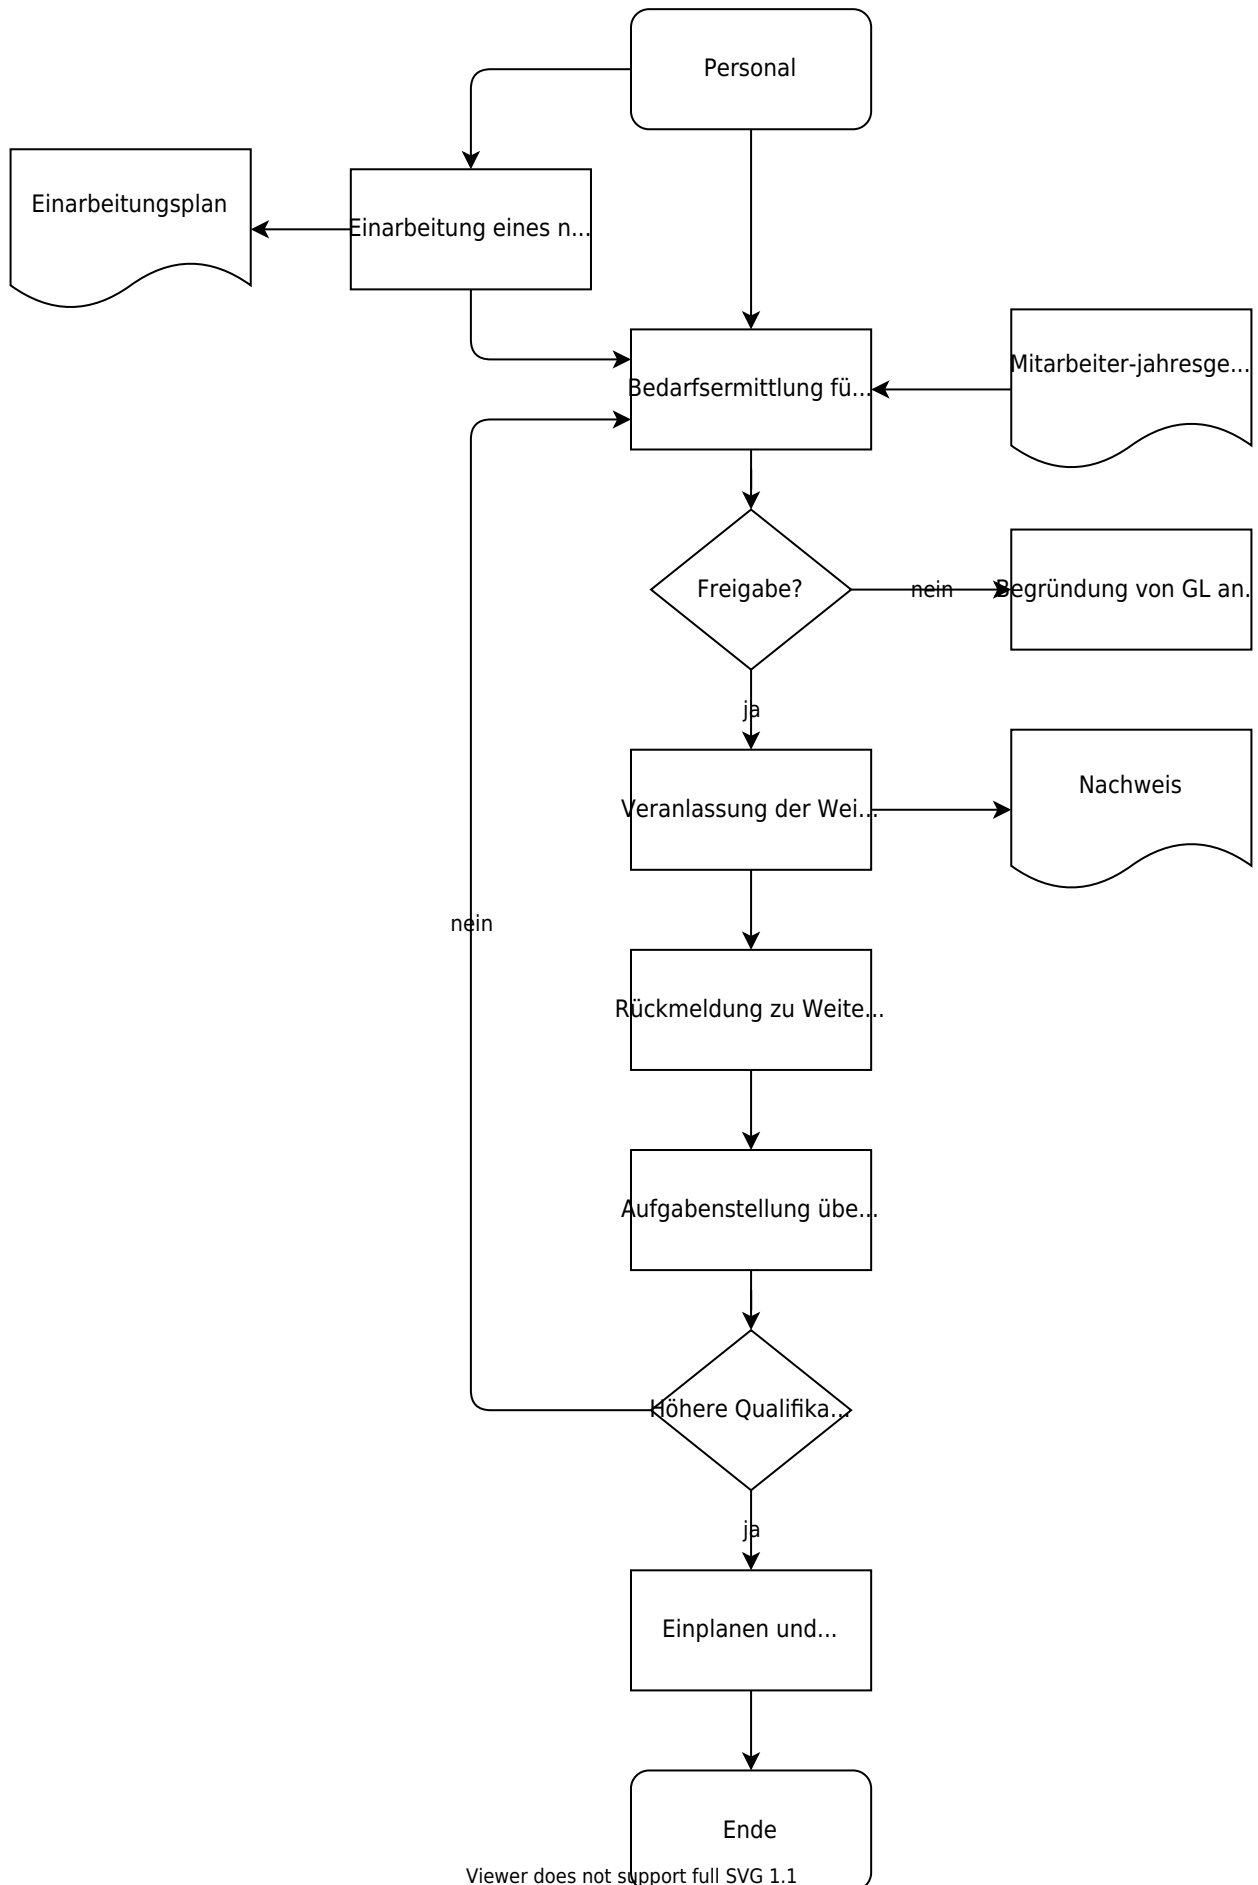 Personal
Einarbeitungsplan
Einarbeitung eines n...
Mitarbeiter-jahresge...
Bedarfsermittlung fü...
Freigabe?
nein
Begründung von GL an.
ja
Nachweis
Veranlassung der Wei...
nein
Rückmeldung zu Weite...
Aufgabenstellung übe...
Höhere Qualifika...
ja
Einplanen und...
Ende
Viewer does not support full SVG 1.1